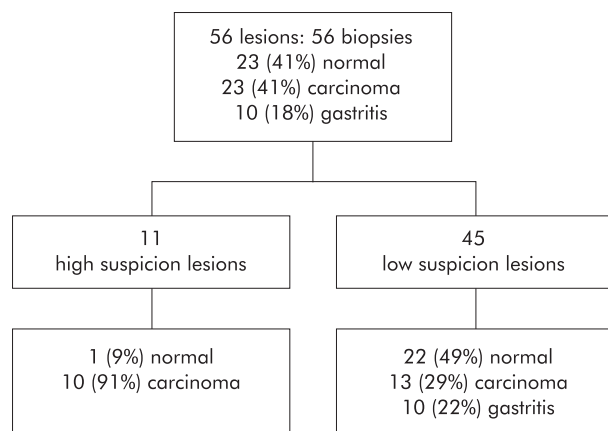 56 lesions: 56 biopsies
23 (41%) normal
23 (41%) carcinoma
10 (18%) gastritis
11
high suspicion lesions
45
low suspicion lesions
1 (9%) normal
10 (91%) carcinoma
22 (49%) normal
13 (29%) carcinoma
10 (22%) gastritis